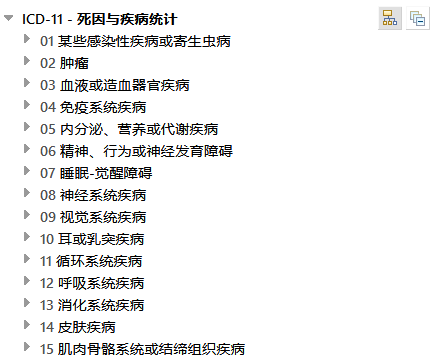 ICD-11 - 死因与疾病统计
01 某些感染性疾病或寄生虫病
02 肿瘤
03 血液或造血器官疾病
04 免疫系统疾病
05 内分泌、营养或代谢疾病
06 精神、行为或神经发育障碍
07 睡眠-觉醒障碍
08 神经系统疾病
09 视觉系统疾病
10 耳或乳突疾病
11 循环系统疾病
12 呼吸系统疾病
13 消化系统疾病
14 皮肤疾病
15 肌肉骨骼系统或结缔组织疾病